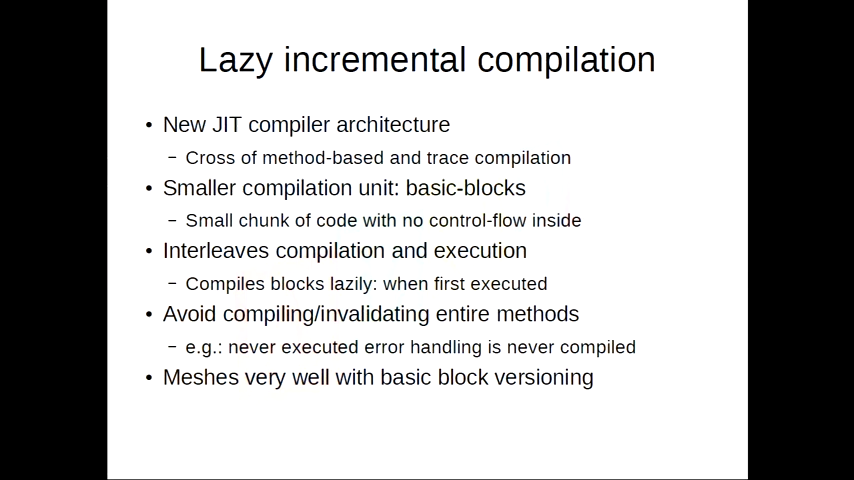 Lazy incremental compilation
• New JIT compiler architecture
– Cross of method-based and trace compilation
• Smaller compilation unit: basic-blocks
– Small chunk of code with no control-flow inside
• Interleaves compilation and execution
– Compiles blocks lazily: when first executed
• Avoid compiling/invalidating entire methods
– e.g.: never executed error handling is never compiled
• Meshes very well with basic block versioning